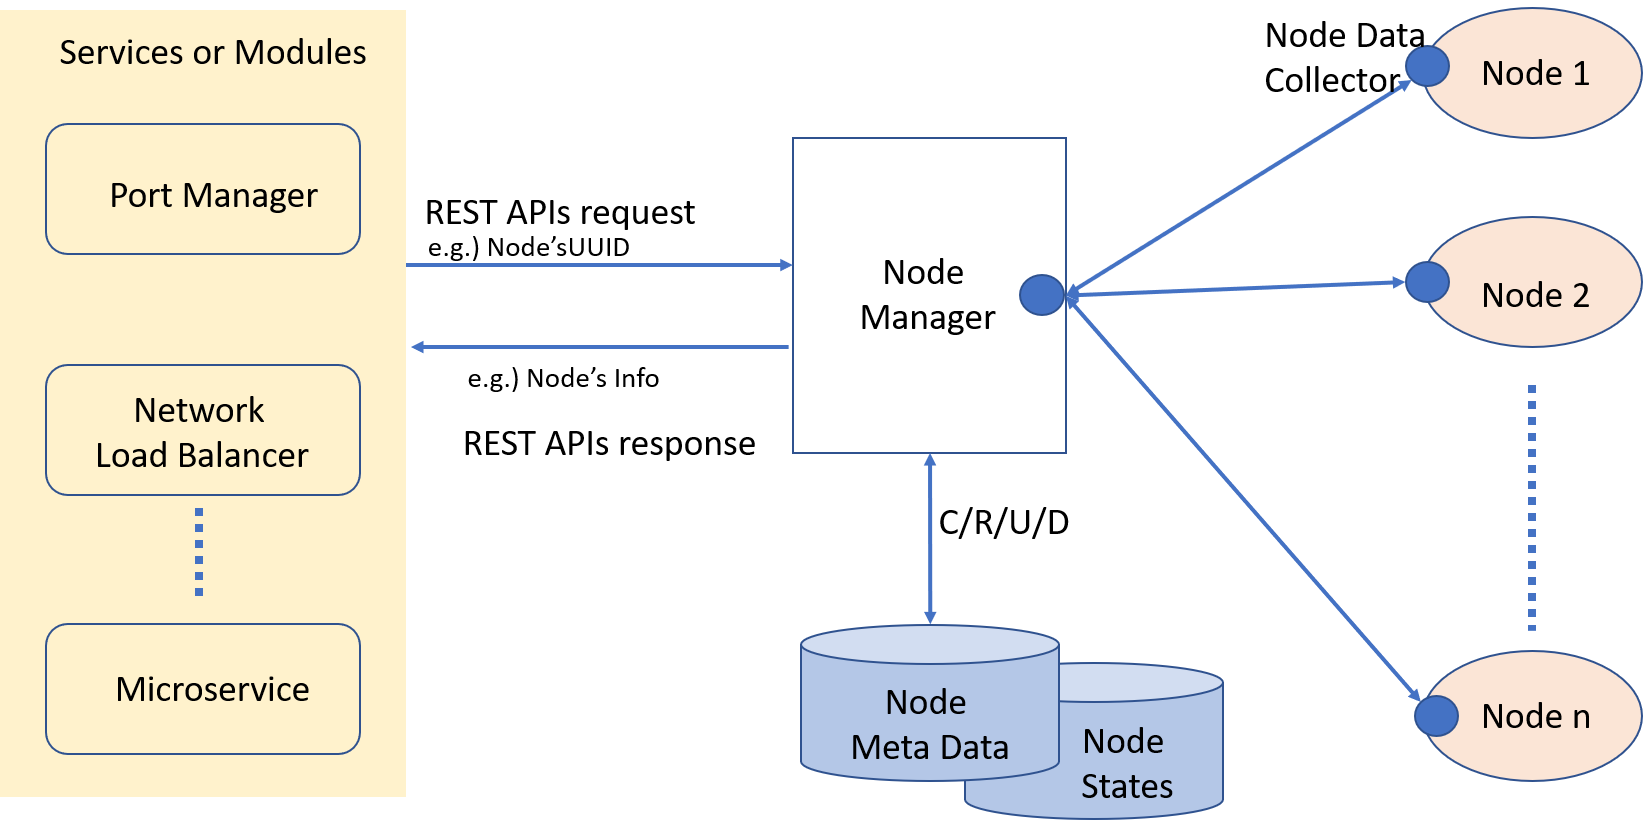 Services or Modules
Port Manager
Network
Load Balancer
Microservice
REST APIs request
e.g.) Node’sUUID
e.g.) Node’s Info
REST APIs response
Node
Manager
C/R/U/D
Node
Meta Data
Node
States
Node Data
Collector
Node 1
Node 2
Node n